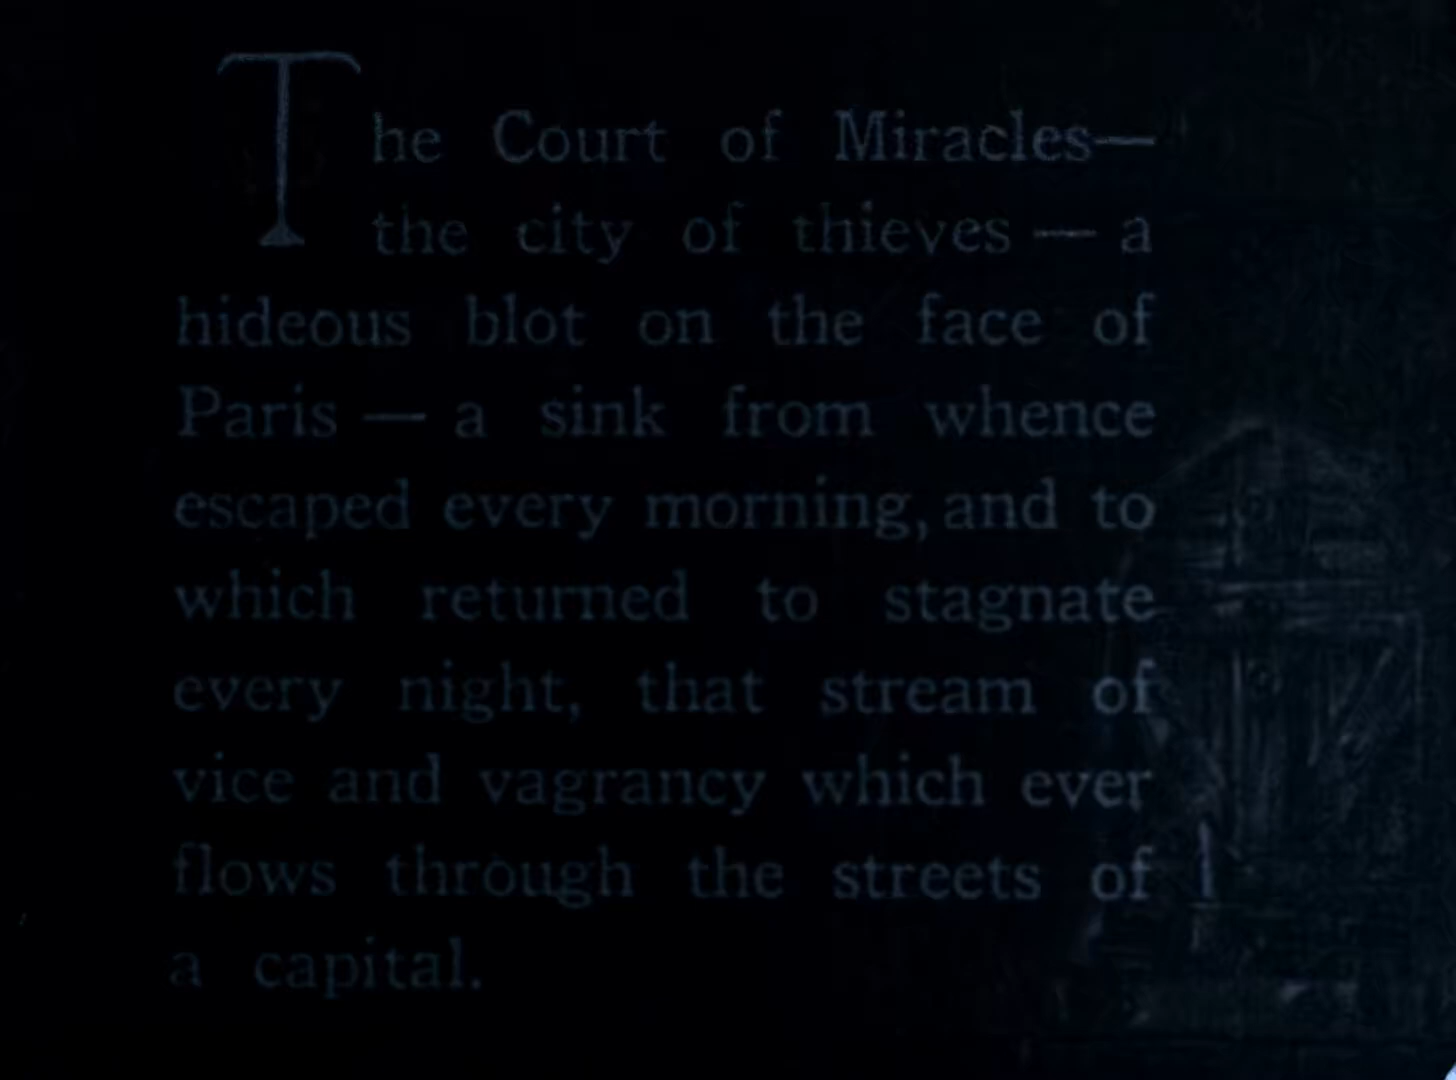 The Court of Miracles—
the city of thieves — a
hideous blot on the face of
Paris — a sink from whence
escaped every morning, and to
which returned to stagnate
every night, that stream of
vice and vagrancy which ever
flows through the streets of
a capital.